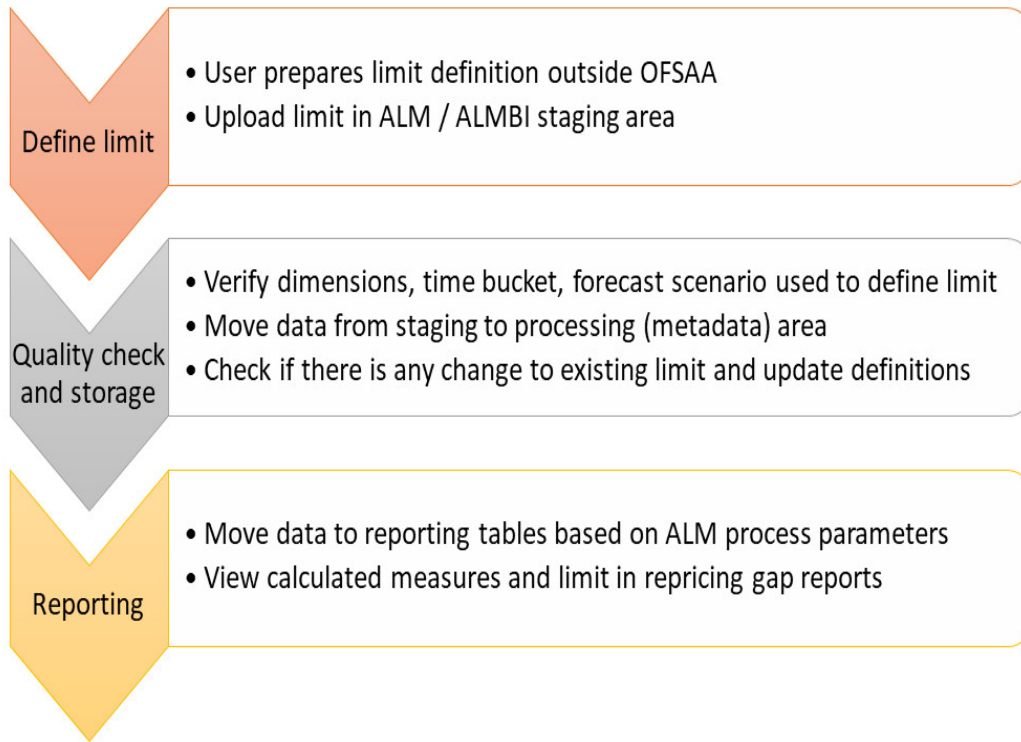 Define limit
• User prepares limit definition outside OFSAA
• Upload limit in ALM / ALMBI staging area
Quality check
and storage
• Verify dimensions, time bucket, forecast scenario used to define limit
• Move data from staging to processing (metadata) area
• Check if there is any change to existing limit and update definitions
Reporting
• Move data to reporting tables based on ALM process parameters
• View calculated measures and limit in repricing gap reports